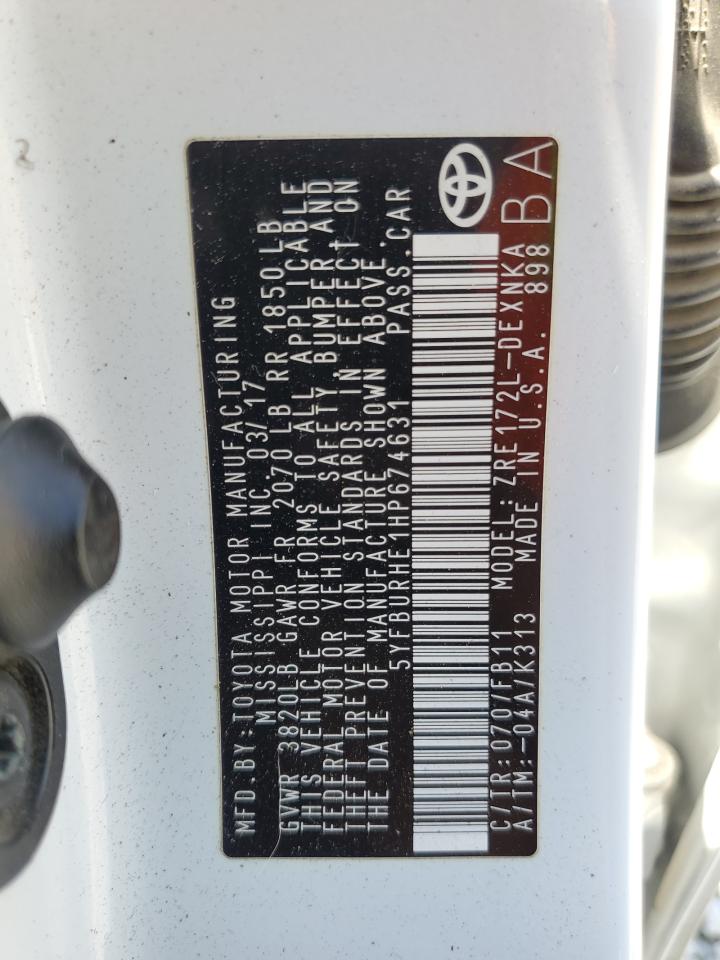 MFD.BY:TOYOTA MOTOR MANUFACTURING
MISSISSIPPI INC.03/17
GVWR 3820LB GAWR FR 2070LB RR 1850LB
THIS VEHICLE CONFORMS TO ALL APPLICABLE
FEDERAL MOTOR VEHICLE SAFETY, BUMPER AND
THEFT PREVENTION STANDARDS IN EFFECT ON
THE DATE OF MANUFACTURE SHOWN ABOVE.
5YFBURHE1HP674631 PASS.CAR
C/TR:070/FB11 MODEL:ZRE172L-DEXNKA
A/TM:-04A/K313 MADE IN U.S.A. 898
BA